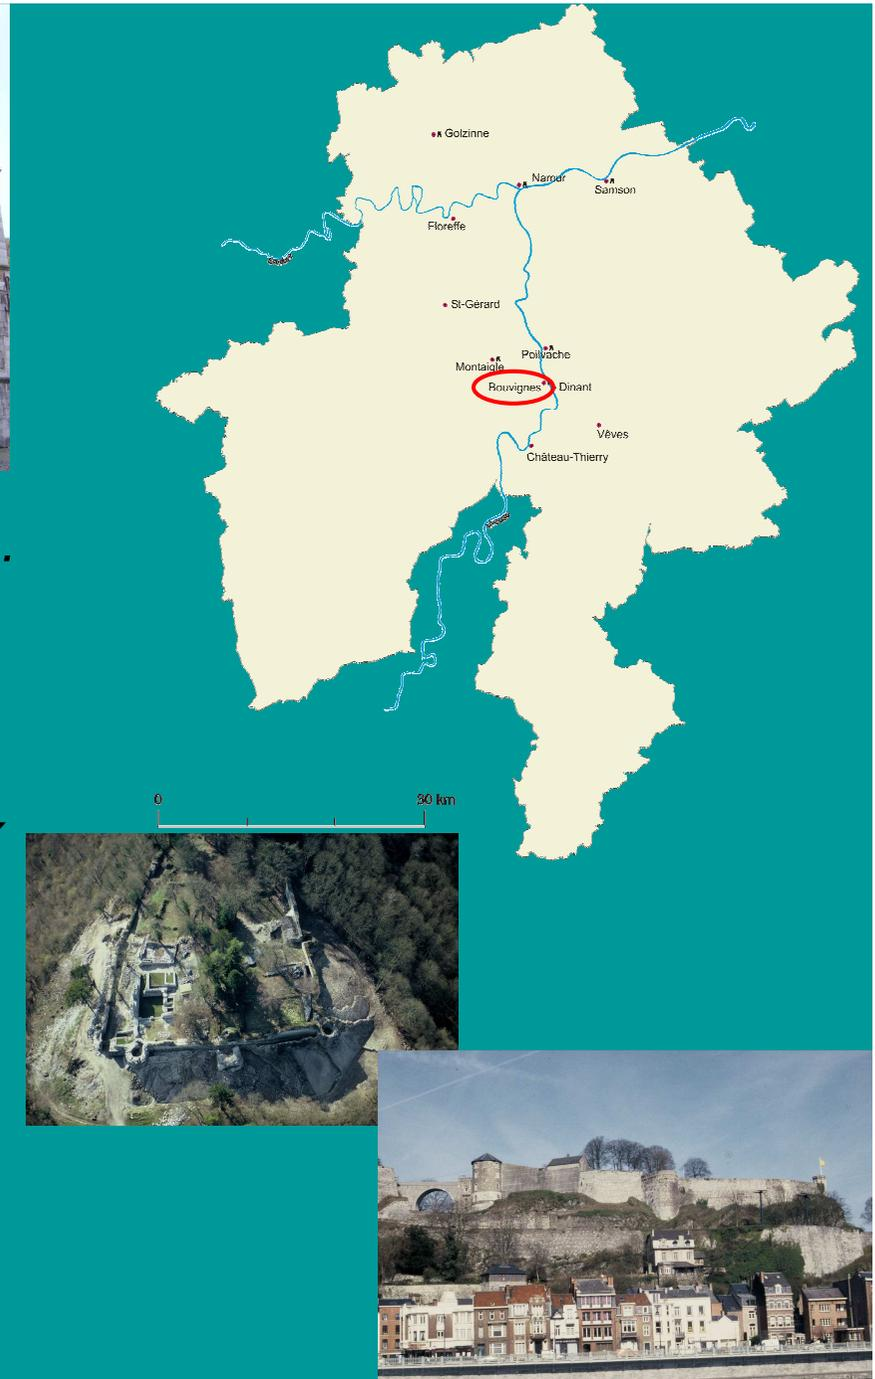 Golzinne
Namur
Samson
Floreffe
St-Gérard
Poilvache
Montaigle
Bouvignes
Dinant
Vêves
Château-Thierry
0
30 km